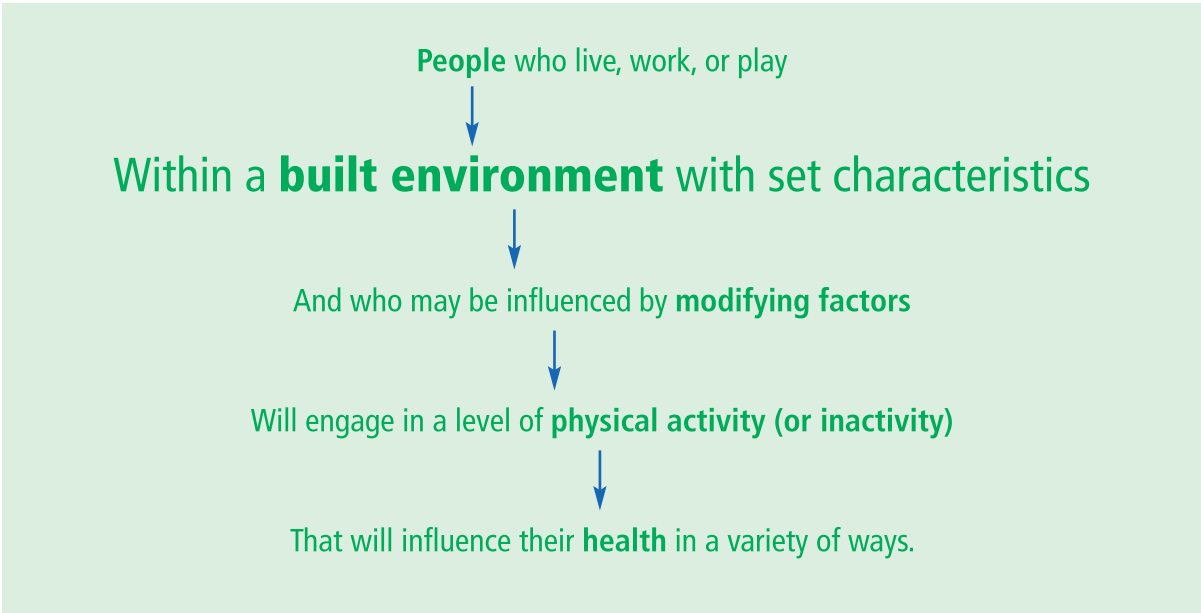 People who live, work, or play
Within a built environment with set characteristics
And who may be influenced by modifying factors
Will engage in a level of physical activity (or inactivity)
That will influence their health in a variety of ways.